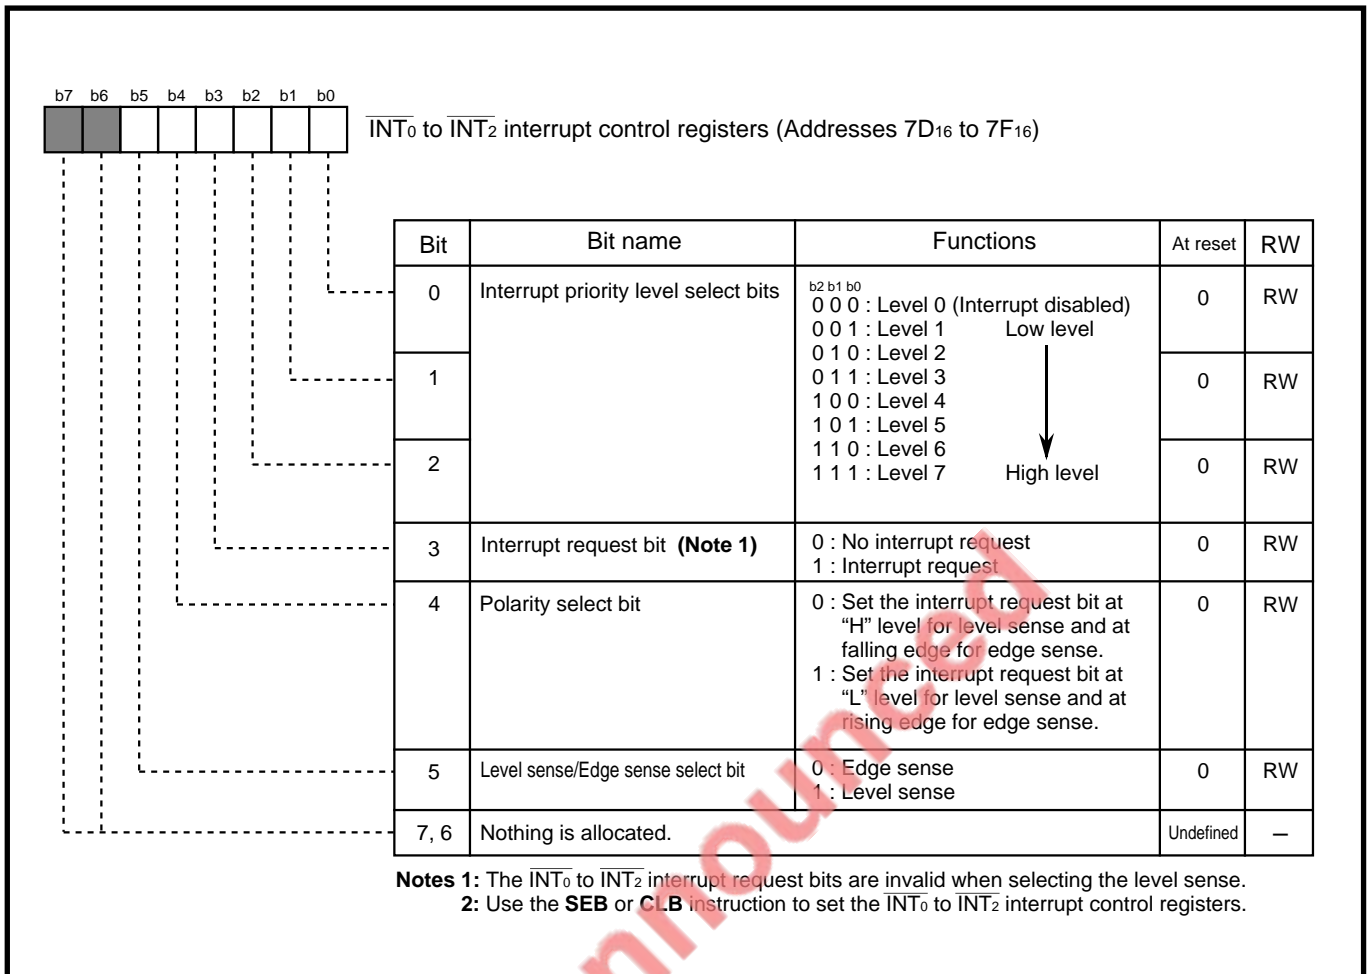 b7 b6 b5 b4 b3 b2 b1 b0
INT0 to INT2 interrupt control registers (Addresses 7D16 to 7F16)
Bit Bit name Functions At reset RW
0 Interrupt priority level select bits
b2 b1 b0
0 0 0 : Level 0 (Interrupt disabled) 0 RW
0 0 1 : Level 1 Low level
0 1 0 : Level 2
1 0 1 1 : Level 3 0 RW
1 0 0 : Level 4
1 0 1 : Level 5
1 1 0 : Level 6
2 1 1 1 : Level 7 High level 0 RW
3 Interrupt request bit (Note 1) 0 : No interrupt request 0 RW
1 : Interrupt request
4 Polarity select bit 0 : Set the interrupt request bit at 0 RW
“H” level for level sense and at
falling edge for edge sense.
1 : Set the interrupt request bit at
“L” level for level sense and at
rising edge for edge sense.
5 Level sense/Edge sense select bit 0 : Edge sense 0 RW
1 : Level sense
7, 6 Nothing is allocated. Undefined –
Notes 1: The INT0 to INT2 interrupt request bits are invalid when selecting the level sense.
2: Use the SEB or CLB instruction to set the INT0 to INT2 interrupt control registers.
nnounced